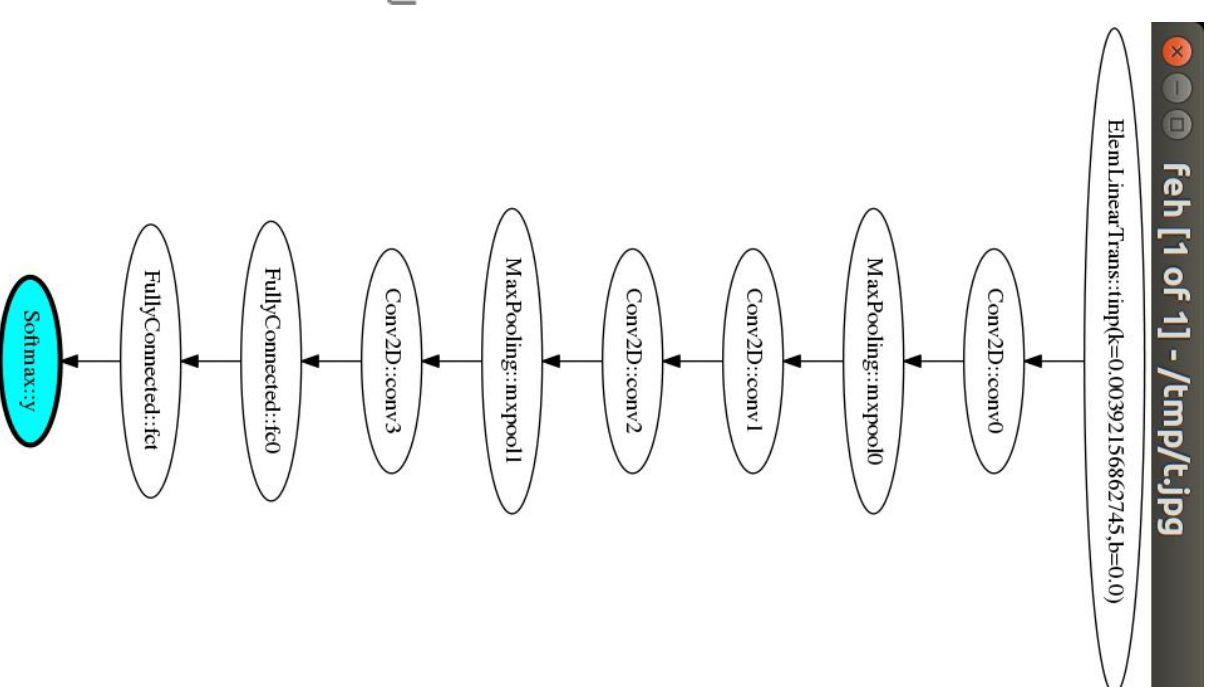 feh [1 of 1] - /tmp/t.jpg
ElemLinearTrans::tinp(k=0.00392156862745,b=0.0)
Conv2D::conv0
MaxPooling::mxpool0
Conv2D::conv1
Conv2D::conv2
MaxPooling::mxpool1
Conv2D::conv3
FullyConnected::fc0
FullyConnected::fct
Softmax::y